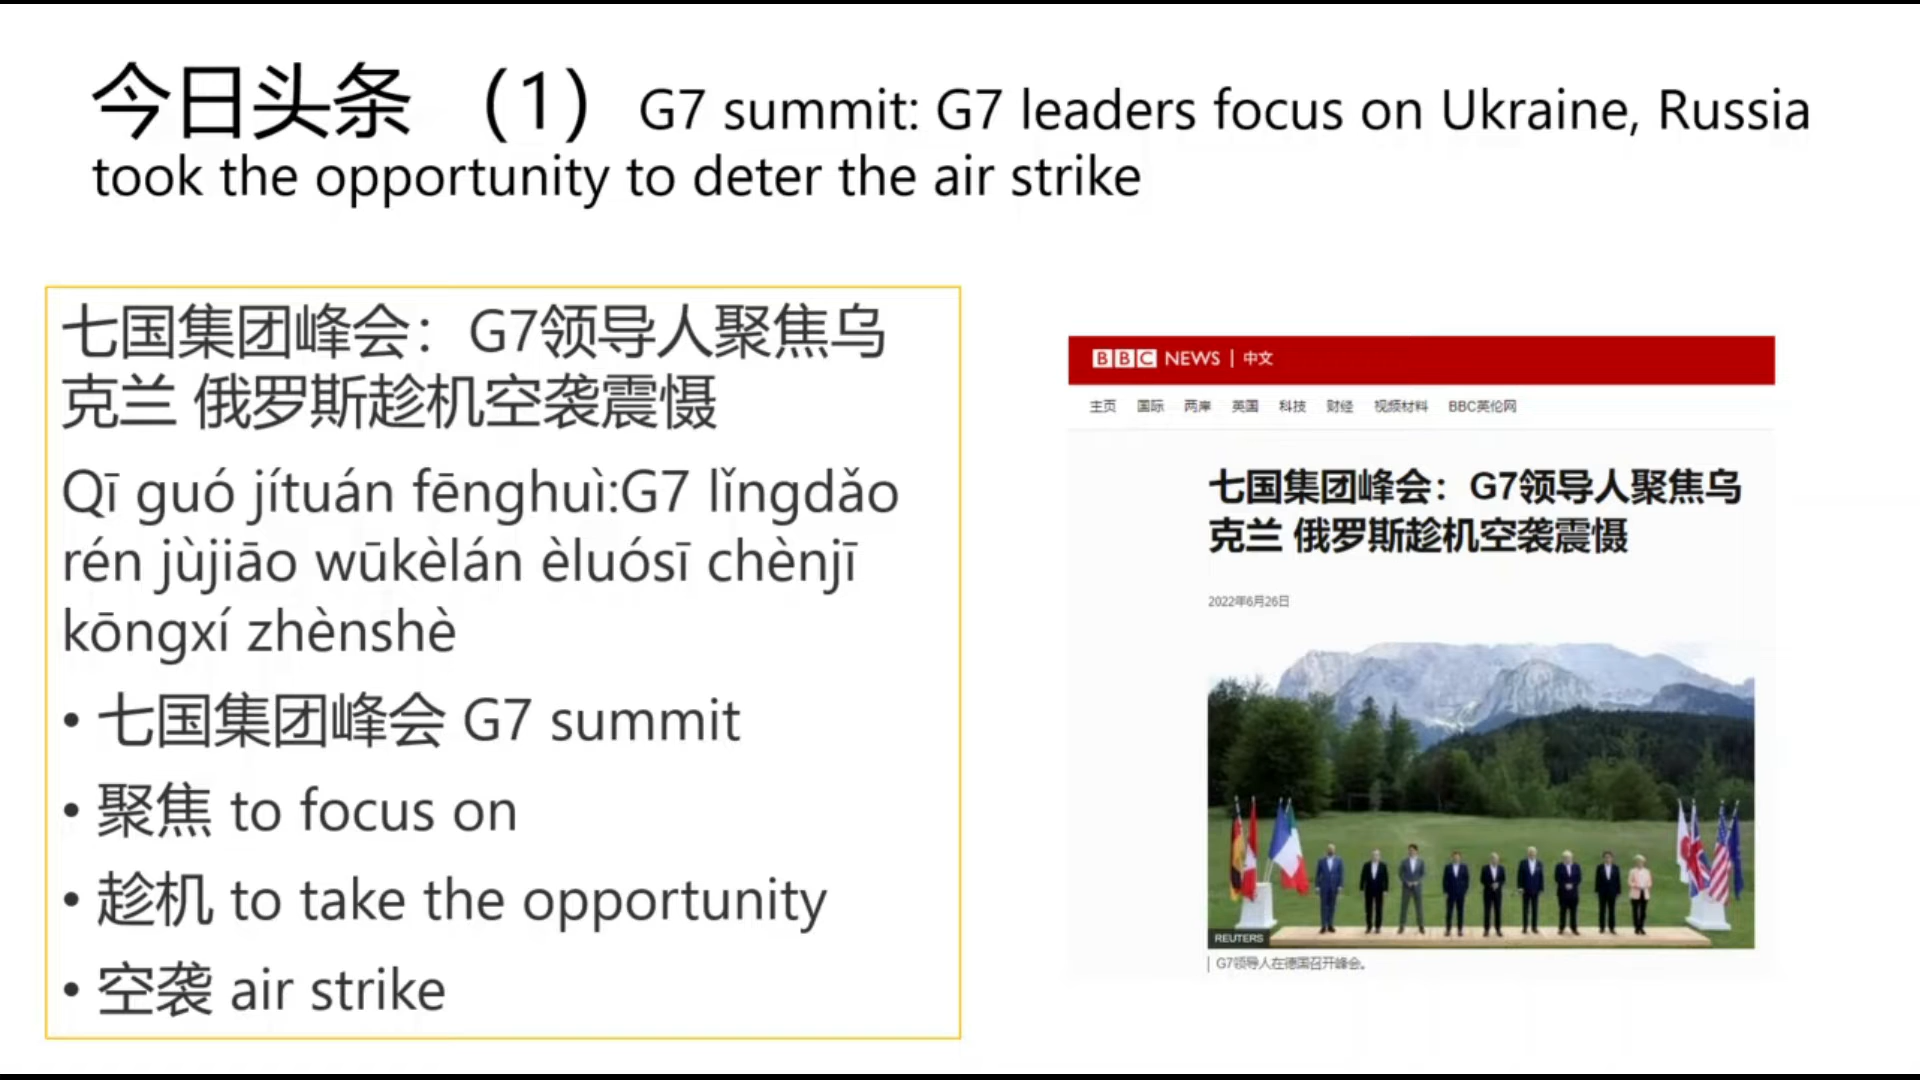 今日头条 （1） G7 summit: G7 leaders focus on Ukraine, Russia
took the opportunity to deter the air strike
七国集团峰会：G7领导人聚焦乌
克兰 俄罗斯趁机空袭震慑
Qī guó jítuán fēnghuì:G7 lǐngdǎo
rén jùjiāo wūkèlán èluósī chènjī
kōngxí zhènshè
• 七国集团峰会 G7 summit
• 聚焦 to focus on
• 趁机 to take the opportunity
• 空袭 air strike
BBC NEWS | 中文
主页 国际 两岸 英国 科技 财经 视频材料 BBC英伦网
七国集团峰会：G7领导人聚焦乌
克兰 俄罗斯趁机空袭震慑
2022年6月26日
REUTERS
G7领导人在德国召开峰会。